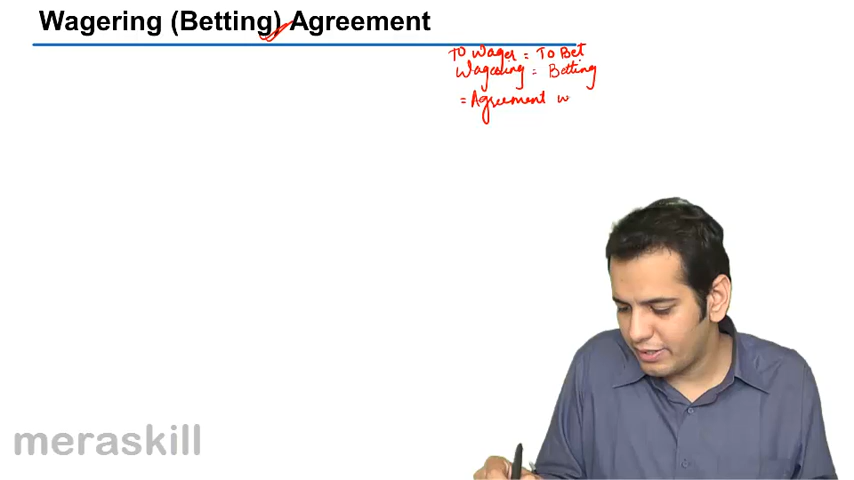 Wagering (Betting) Agreement
To Wager = To Bet
Wagering = Betting
= Agreement w
meraskill